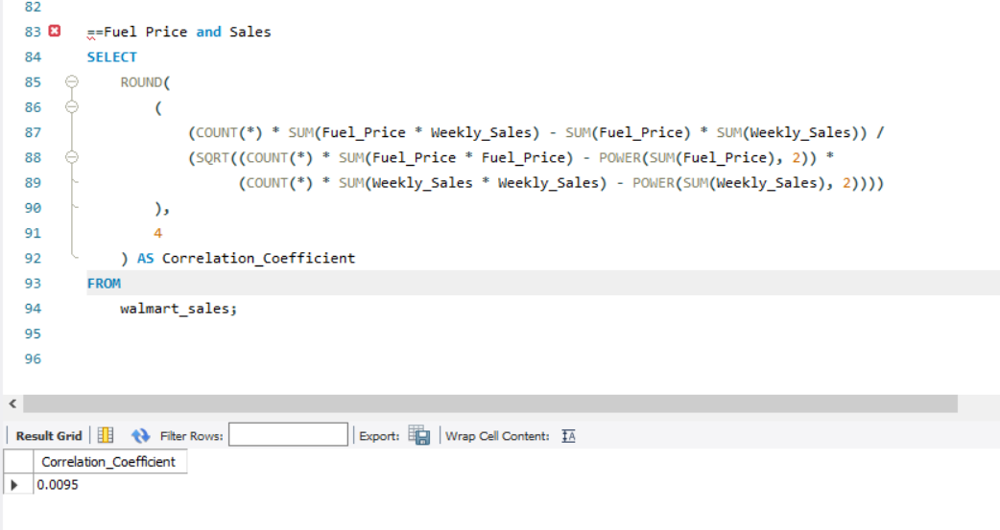 82
83 ==Fuel Price and Sales
84 SELECT
85 ROUND(
86 (
87 (COUNT(*) * SUM(Fuel_Price * Weekly_Sales) - SUM(Fuel_Price) * SUM(Weekly_Sales)) /
88 (SQRT((COUNT(*) * SUM(Fuel_Price * Fuel_Price) - POWER(SUM(Fuel_Price), 2)) *
89 (COUNT(*) * SUM(Weekly_Sales * Weekly_Sales) - POWER(SUM(Weekly_Sales), 2))))
90 ),
91 4
92 ) AS Correlation_Coefficient
93 FROM
94 walmart_sales;
95
96
Result Grid Filter Rows: Export: Wrap Cell Content:
Correlation_Coefficient
0.0095